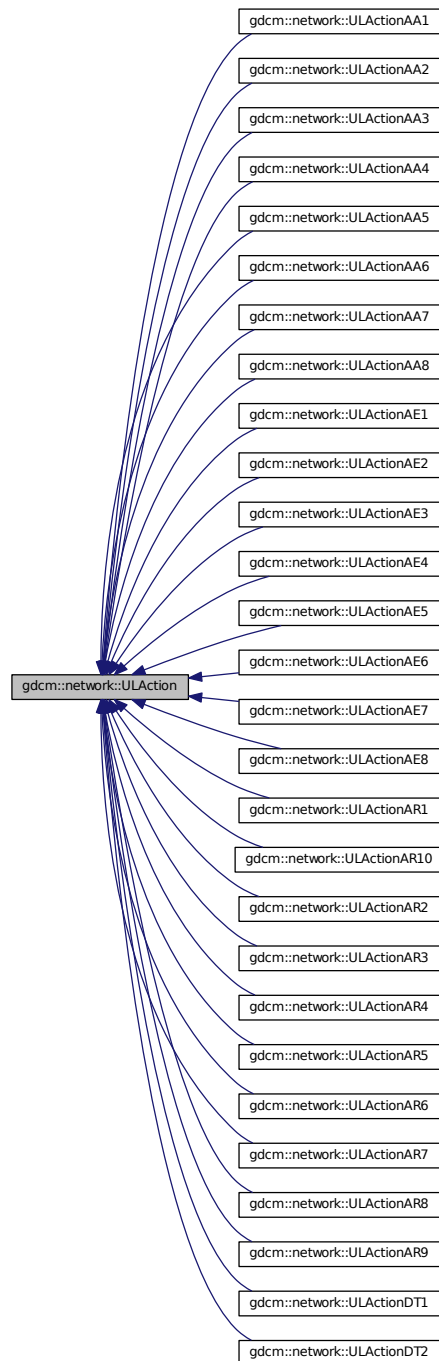 gdcm::network::ULActionAA1
gdcm::network::ULActionAA2
gdcm::network::ULActionAA3
gdcm::network::ULActionAA4
gdcm::network::ULActionAA5
gdcm::network::ULActionAA6
gdcm::network::ULActionAA7
gdcm::network::ULActionAA8
gdcm::network::ULActionAE1
gdcm::network::ULActionAE2
gdcm::network::ULActionAE3
gdcm::network::ULActionAE4
gdcm::network::ULActionAE5
gdcm::network::ULActionAE6
gdcm::network::ULAction
gdcm::network::ULActionAE7
gdcm::network::ULActionAE8
gdcm::network::ULActionAR1
gdcm::network::ULActionAR10
gdcm::network::ULActionAR2
gdcm::network::ULActionAR3
gdcm::network::ULActionAR4
gdcm::network::ULActionAR5
gdcm::network::ULActionAR6
gdcm::network::ULActionAR7
gdcm::network::ULActionAR8
gdcm::network::ULActionAR9
gdcm::network::ULActionDT1
gdcm::network::ULActionDT2